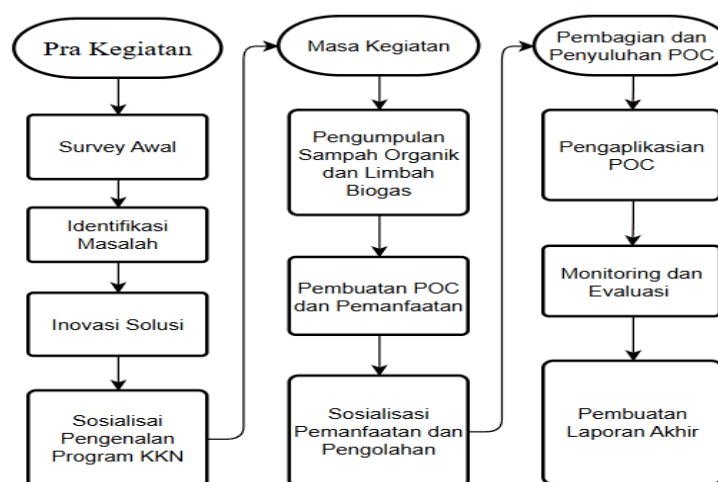 Pra Kegiatan
Survey Awal
Identifikasi
Masalah
Inovasi Solusi
Sosialisai
Pengenalan
Program KKN
Masa Kegiatan
Pengumpulan
Sampah Organik
dan Limbah
Biogas
Pembuatan POC
dan Pemanfaatan
Sosialisasi
Pemanfaatan dan
Pengolahan
Pembagian dan
Penyuluhan POC
Pengaplikasian
POC
Monitoring dan
Evaluasi
Pembuatan
Laporan Akhir